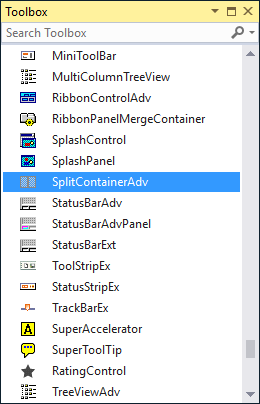 Toolbox
Search Toolbox
MiniToolBar
MultiColumnTreeView
RibbonControlAdv
RibbonPanelMergeContainer
SplashControl
SplashPanel
SplitContainerAdv
StatusBarAdv
StatusBarAdvPanel
StatusBarExt
ToolStripEx
StatusStripEx
TrackBarEx
SuperAccelerator
SuperToolTip
RatingControl
TreeViewAdv